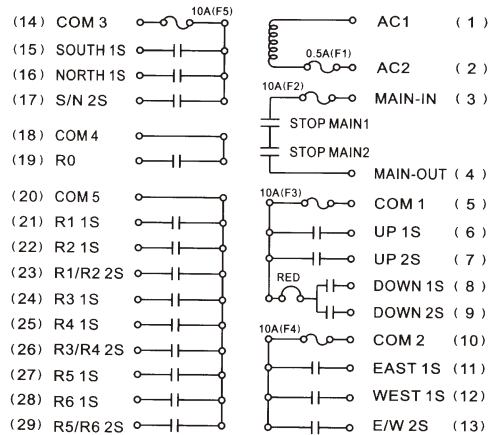 (14) COM 3 10A(F5)
(15) SOUTH 1S
(16) NORTH 1S
(17) S/N 2S
(18) COM 4
(19) R0
(20) COM 5
(21) R1 1S
(22) R2 1S
(23) R1/R2 2S
(24) R3 1S
(25) R4 1S
(26) R3/R4 2S
(27) R5 1S
(28) R6 1S
(29) R5/R6 2S
AC1 (1)
0.5A(F1)
AC2 (2)
10A(F2)
MAIN-IN (3)
STOP MAIN1
STOP MAIN2
MAIN-OUT (4)
10A(F3)
COM 1 (5)
UP 1S (6)
UP 2S (7)
RED
DOWN 1S (8)
DOWN 2S (9)
10A(F4)
COM 2 (10)
EAST 1S (11)
WEST 1S (12)
E/W 2S (13)